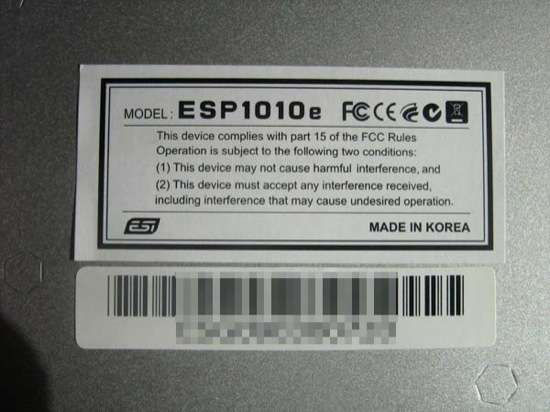 MODEL: ESP1010e FC CE
This device complies with part 15 of the FCC Rules
Operation is subject to the following two conditions:
(1) This device may not cause harmful interference, and
(2) This device must accept any interference received,
including interference that may cause undesired operation.
ESI MADE IN KOREA